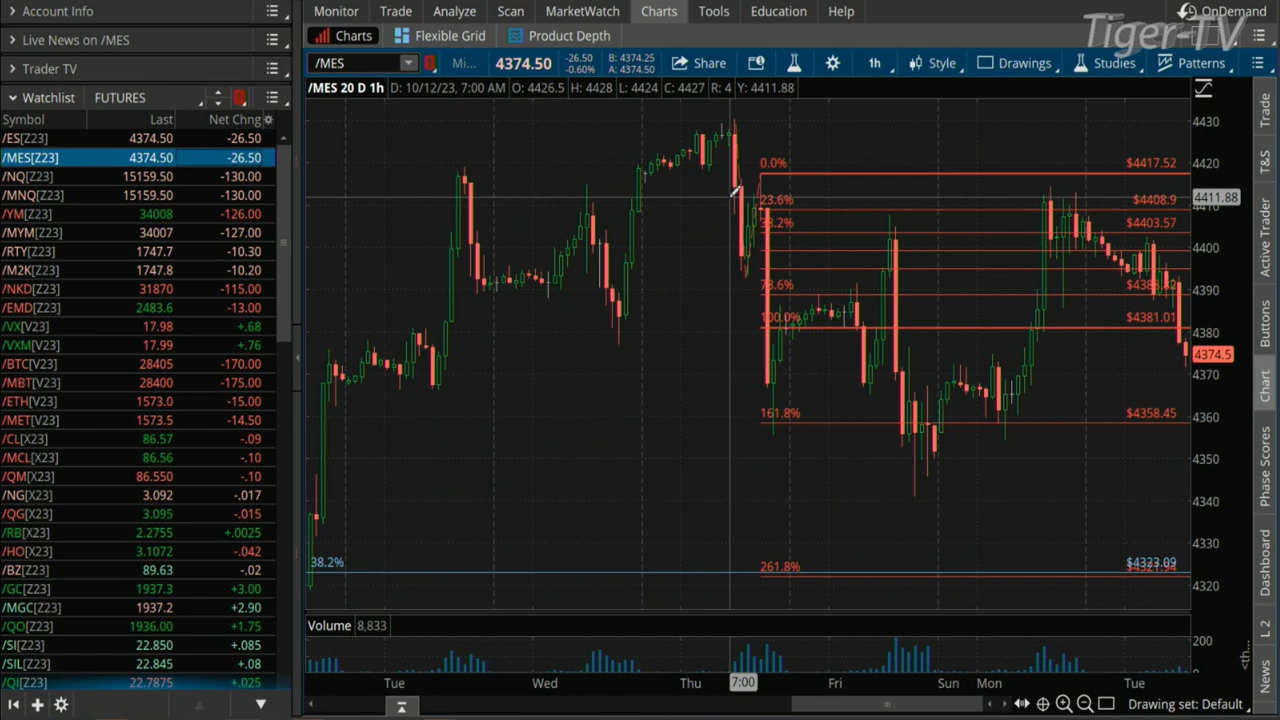 Account Info
Live News on /MES
Trader TV
Watchlist FUTURES
Symbol Last Net Chng
/ES[Z23] 4374.50 -26.50
/MES[Z23] 4374.50 -26.50
/NQ[Z23] 15159.50 -130.00
/MNQ[Z23] 15159.50 -130.00
/YM[Z23] 34008 -126.00
/MYM[Z23] 34007 -127.00
/RTY[Z23] 1747.7 -10.30
/M2K[Z23] 1747.8 -10.20
/NKD[Z23] 31870 -115.00
/EMD[Z23] 2483.6 -13.00
/VX[V23] 17.98 +.68
/VXM[V23] 17.99 +.76
/BTC[V23] 28405 -170.00
/MBT[V23] 28400 -175.00
/ETH[V23] 1573.0 -15.00
/MET[V23] 1573.5 -14.50
/CL[X23] 86.57 -.09
/MCL[X23] 86.56 -.10
/QM[X23] 86.550 -.10
/NG[X23] 3.092 -.017
/QG[X23] 3.095 -.015
/RB[X23] 2.2755 +.0025
/HO[X23] 3.1072 -.042
/BZ[Z23] 89.63 -.02
/GC[Z23] 1937.3 +3.00
/MGC[Z23] 1937.2 +2.90
/QO[Z23] 1936.00 +1.75
/SI[Z23] 22.850 +.085
/SIL[Z23] 22.845 +.08
/QI[Z23] 22.7875 +.025
Monitor Trade Analyze Scan MarketWatch Charts Tools Education Help
OnDemand
Tiger-TV
Charts Flexible Grid Product Depth
/MES Mi... 4374.50 -26.50 -0.60% B: 4374.25 A: 4374.50 Share 1h Style Drawings Studies Patterns
/MES 20 D 1h D: 10/12/23, 7:00 AM O: 4426.5 H: 4428 L: 4424 C: 4427 R: 4 Y: 4411.88
4430
0.0% $4417.52 4420
23.6% $4408.9 4411.88
38.2% $4403.57
4400
78.6% 4390
100.0% $4381.01
4380
4374.5
4370
161.8% $4358.45 4360
4350
4340
4330
38.2% $4323.09
261.8%
4320
Volume 8,833
200
Tue Wed Thu 7:00 Fri Sun Mon Tue
Drawing set: Default
Trade
T&S
Active Trader
Buttons
Chart
Phase Scores
Dashboard
L 2
News